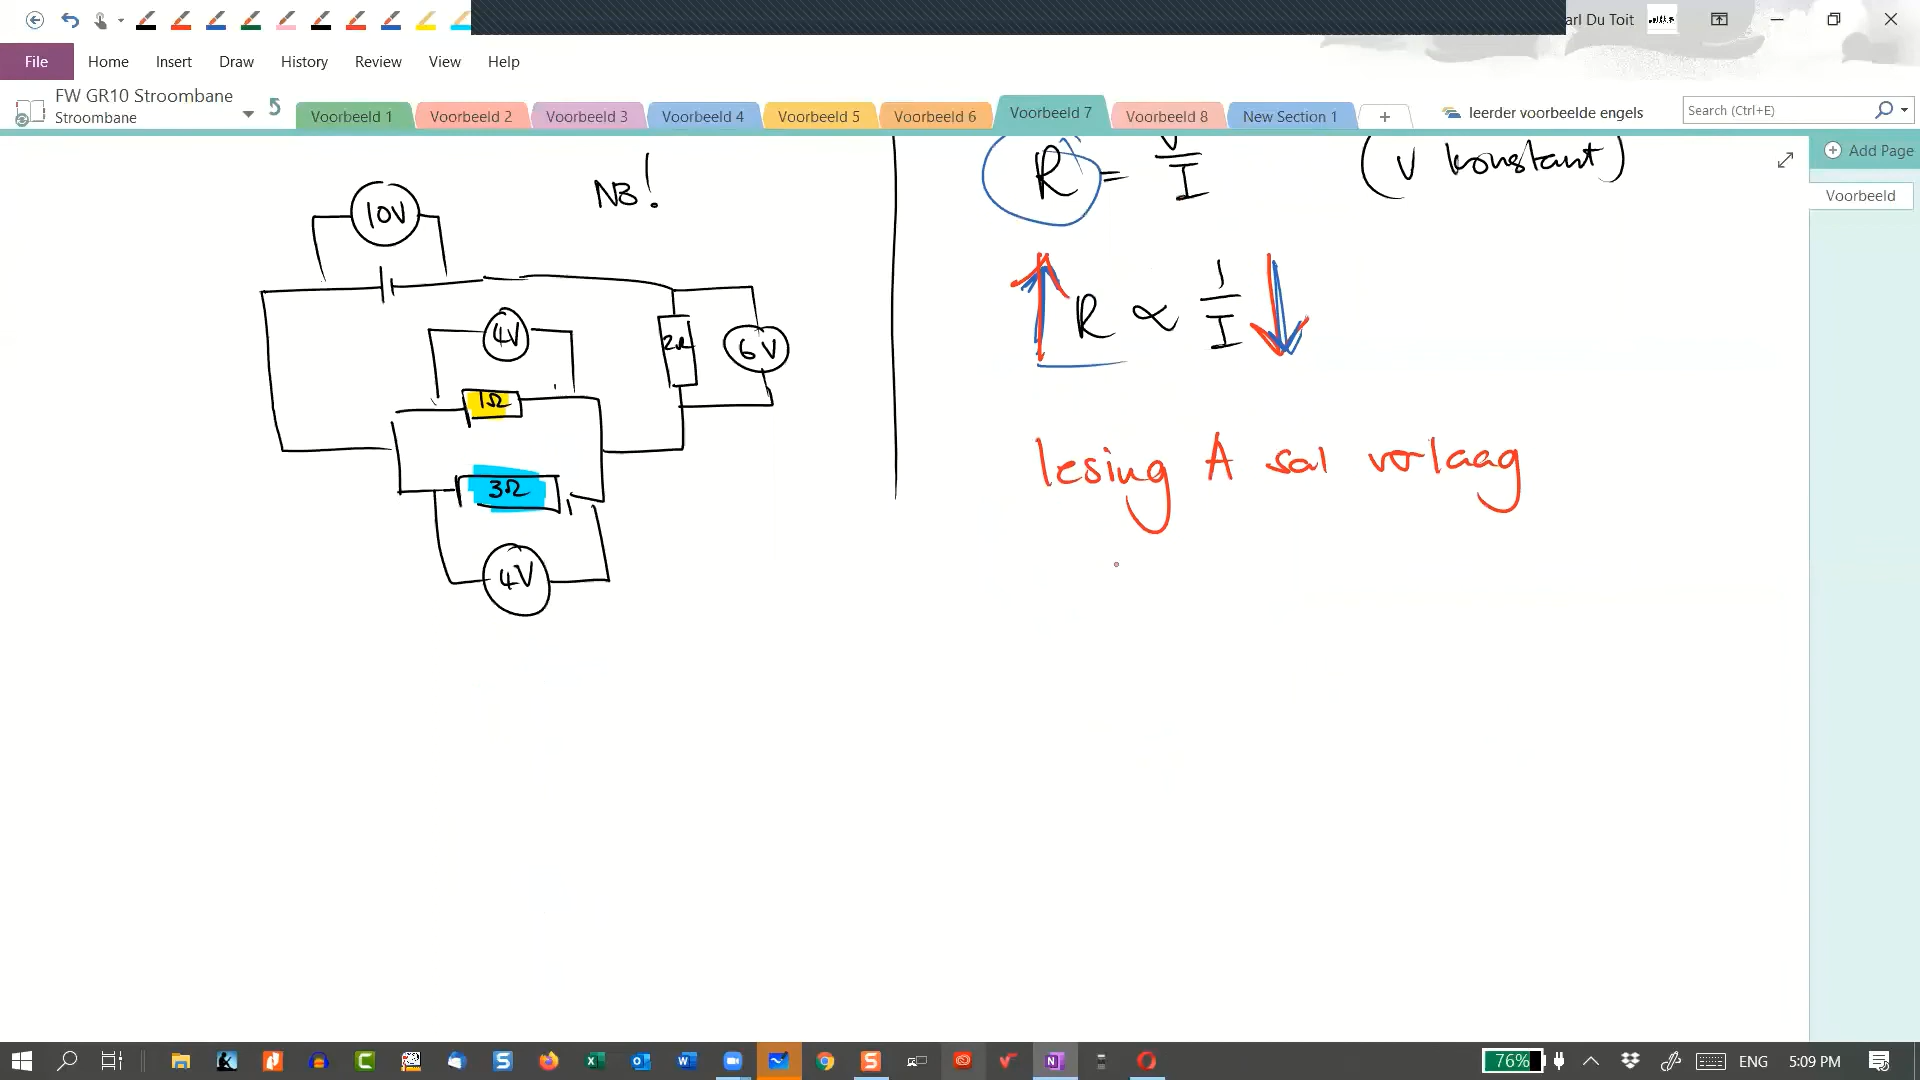 arl Du Toit
File Home Insert Draw History Review View Help
FW GR10 Stroombane
Stroombane
Voorbeeld 1 Voorbeeld 2 Voorbeeld 3 Voorbeeld 4 Voorbeeld 5 Voorbeeld 6 Voorbeeld 7 Voorbeeld 8 New Section 1 + leerder voorbeelde engels Search (Ctrl+E)
Add Page
Voorbeeld
NB!
10V
4V
2Ω
6V
1Ω
3Ω
4V
R = V/I (V konstant)
R ∝ 1/I
lesing A sal verlaag
76% ENG 5:09 PM